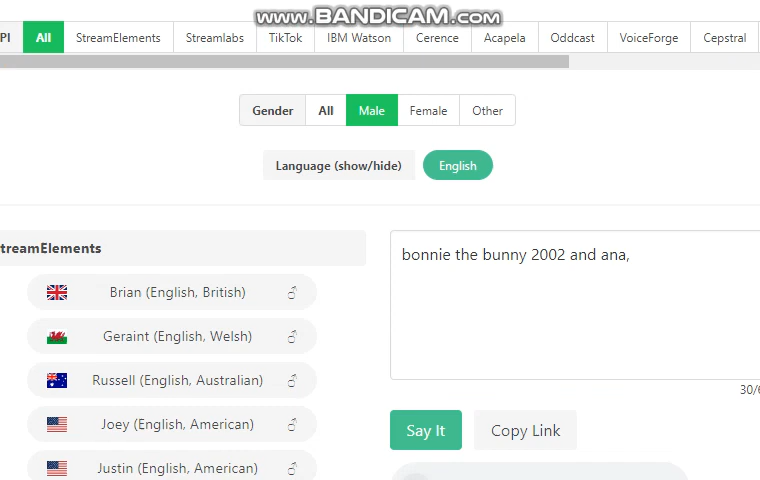 www.BANDICAM.com
PI All StreamElements Streamlabs TikTok IBM Watson Cerence Acapela Oddcast VoiceForge Cepstral
Gender All Male Female Other
Language (show/hide) English
treamElements
bonnie the bunny 2002 and ana,
Brian (English, British)
Geraint (English, Welsh)
Russell (English, Australian)
30/6
Joey (English, American)
Say It Copy Link
Justin (English, American)